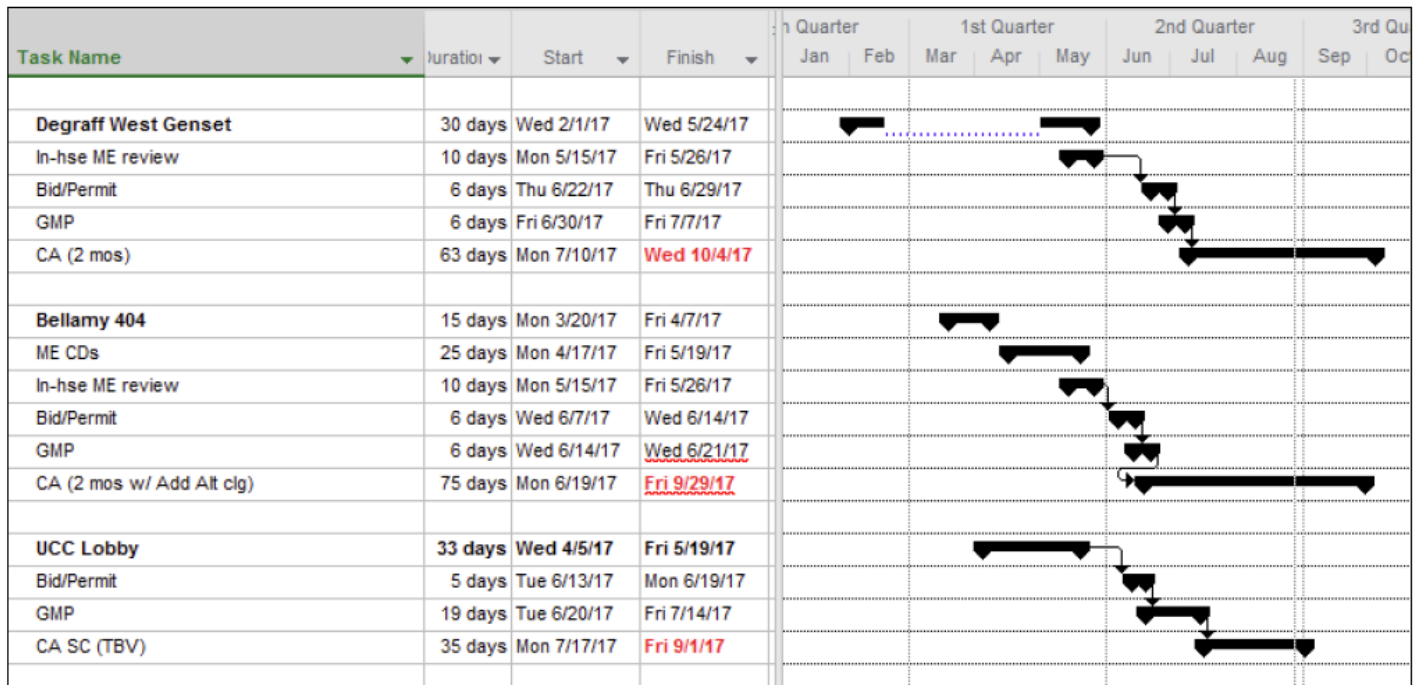 h Quarter 1st Quarter 2nd Quarter 3rd Qu
Task Name Duration Start Finish Jan Feb Mar Apr May Jun Jul Aug Sep Oc
Degraff West Genset 30 days Wed 2/1/17 Wed 5/24/17
In-hse ME review 10 days Mon 5/15/17 Fri 5/26/17
Bid/Permit 6 days Thu 6/22/17 Thu 6/29/17
GMP 6 days Fri 6/30/17 Fri 7/7/17
CA (2 mos) 63 days Mon 7/10/17 Wed 10/4/17
Bellamy 404 15 days Mon 3/20/17 Fri 4/7/17
ME CDs 25 days Mon 4/17/17 Fri 5/19/17
In-hse ME review 10 days Mon 5/15/17 Fri 5/26/17
Bid/Permit 6 days Wed 6/7/17 Wed 6/14/17
GMP 6 days Wed 6/14/17 Wed 6/21/17
CA (2 mos w/ Add Alt clg) 75 days Mon 6/19/17 Fri 9/29/17
UCC Lobby 33 days Wed 4/5/17 Fri 5/19/17
Bid/Permit 5 days Tue 6/13/17 Mon 6/19/17
GMP 19 days Tue 6/20/17 Fri 7/14/17
CA SC (TBV) 35 days Mon 7/17/17 Fri 9/1/17